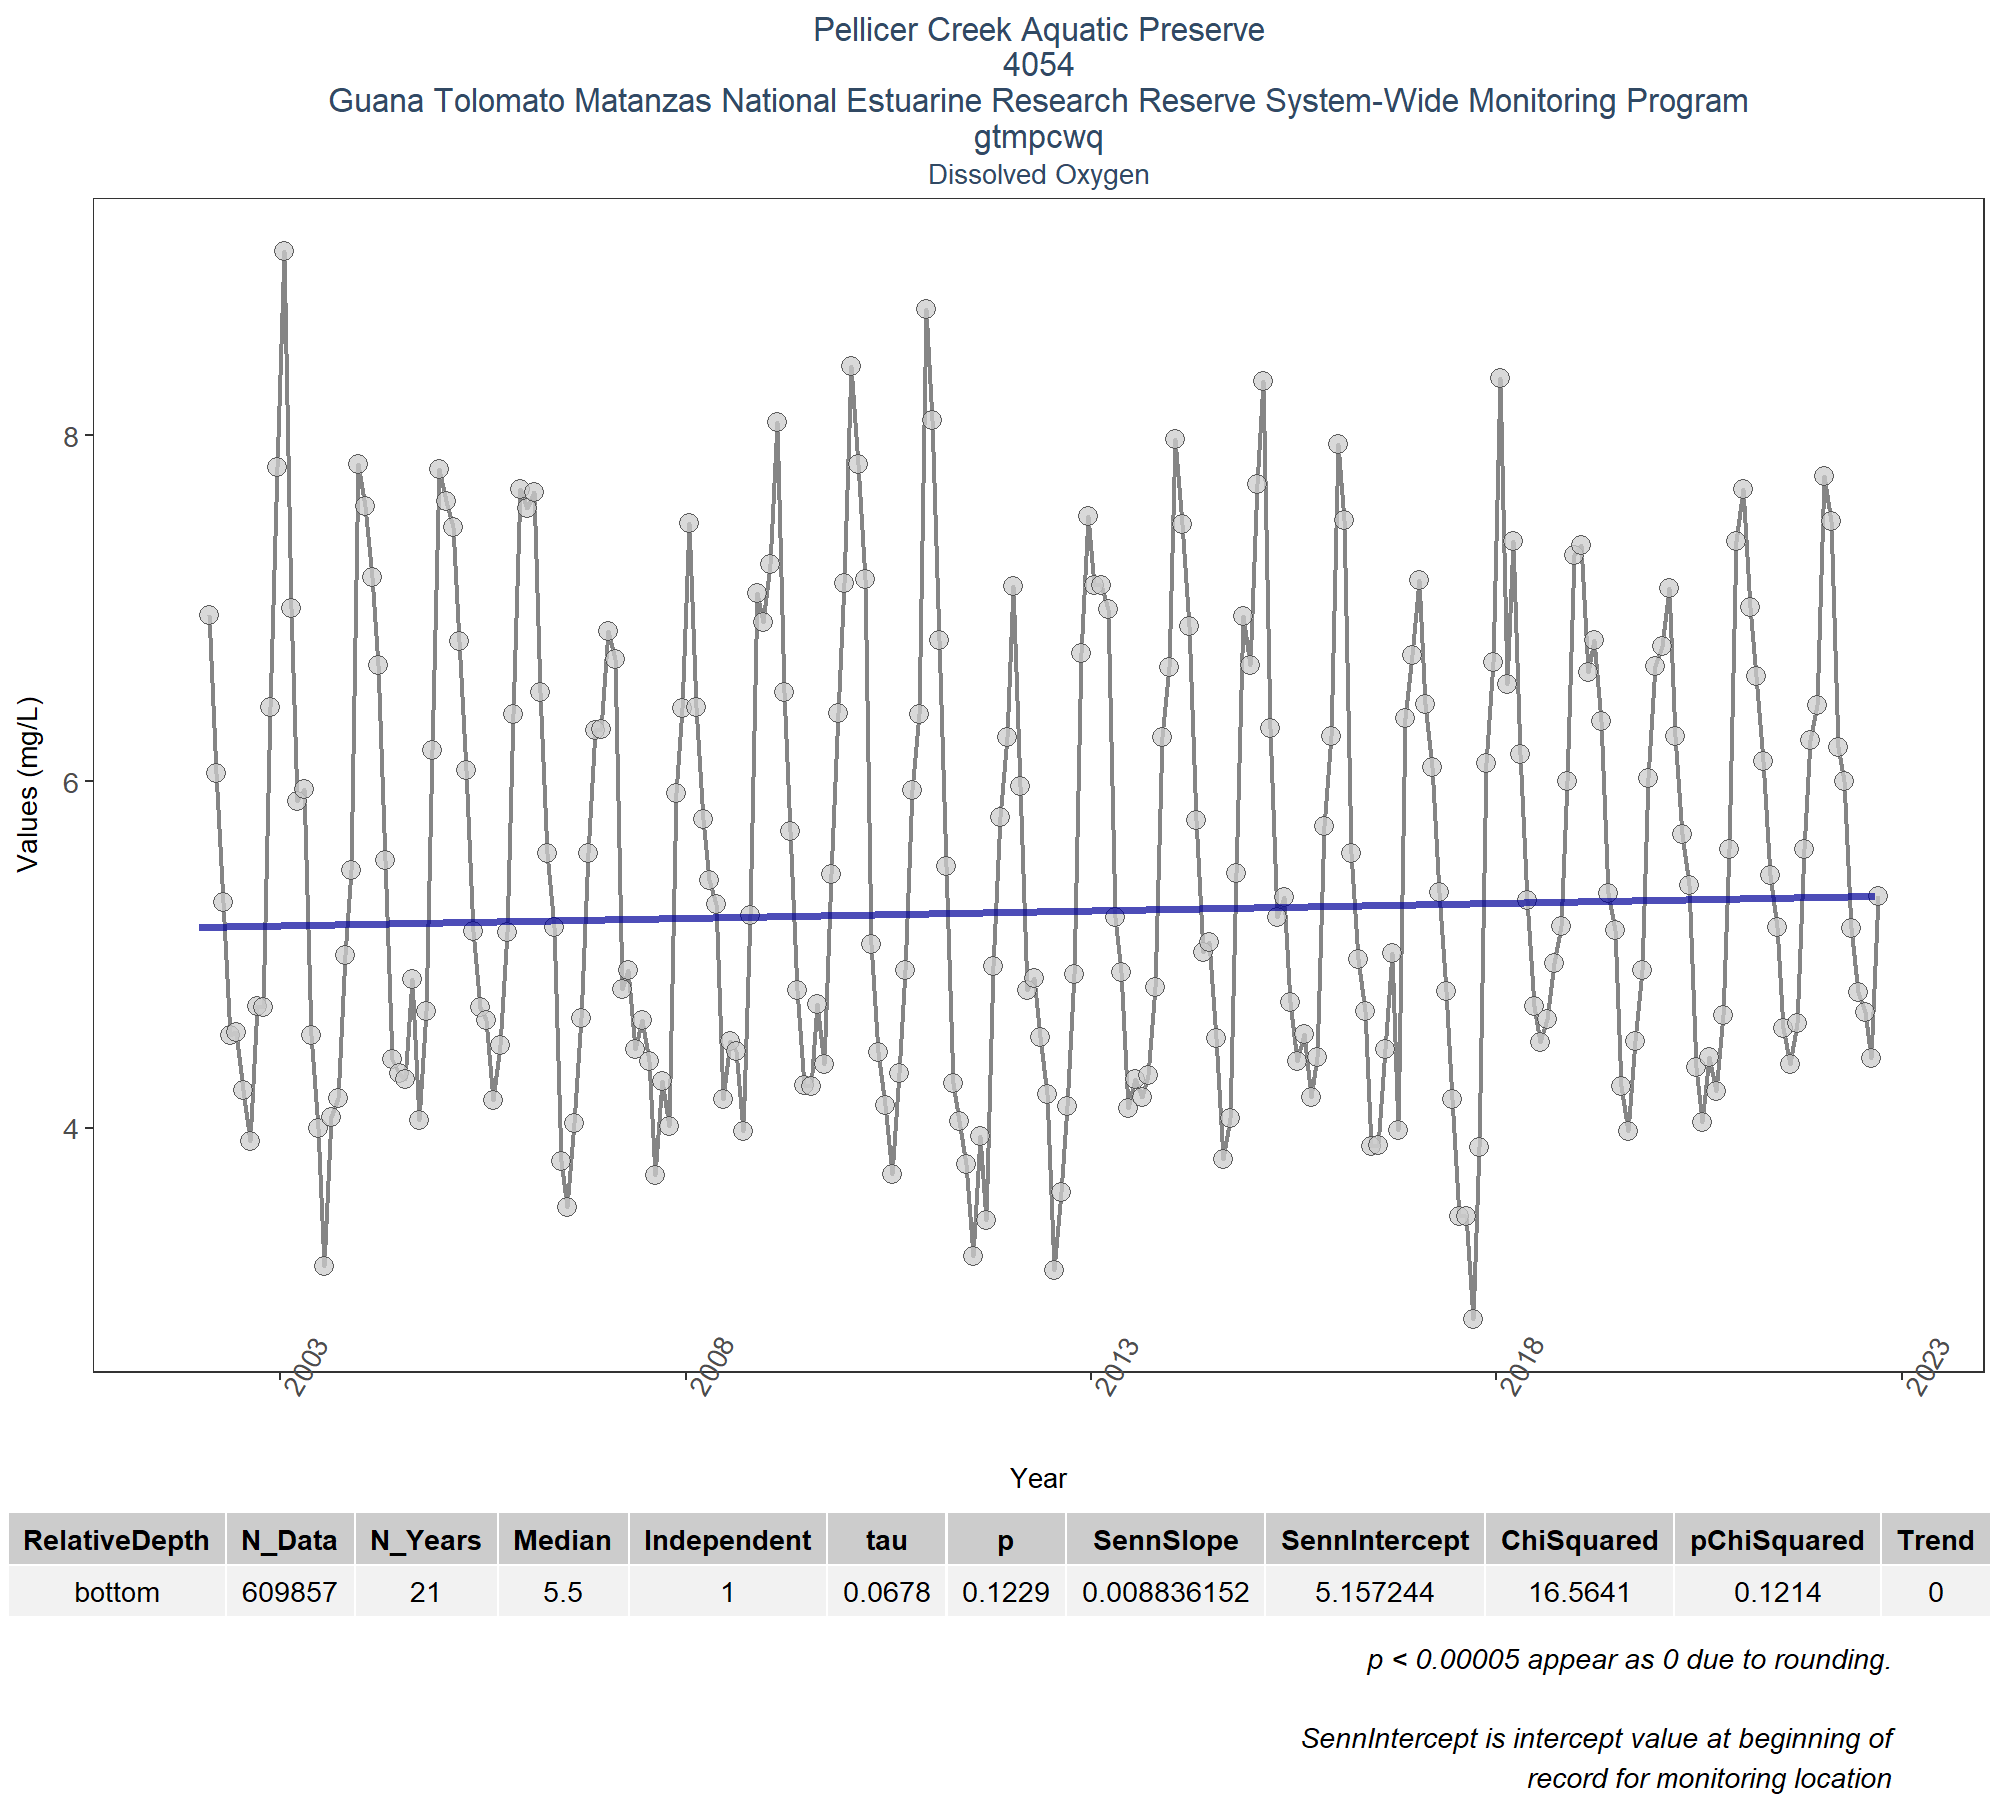 Pellicer Creek Aquatic Preserve
4054
Guana Tolomato Matanzas National Estuarine Research Reserve System-Wide Monitoring Program
gtmpcwq
Dissolved Oxygen
Values (mg/L)
8
6
4
2003 2008 2013 2018 2023
Year
RelativeDepth N_Data N_Years Median Independent tau p SennSlope SennIntercept ChiSquared pChiSquared Trend
bottom 609857 21 5.5 1 0.0678 0.1229 0.008836152 5.157244 16.5641 0.1214 0
p < 0.00005 appear as 0 due to rounding.
SennIntercept is intercept value at beginning of
record for monitoring location